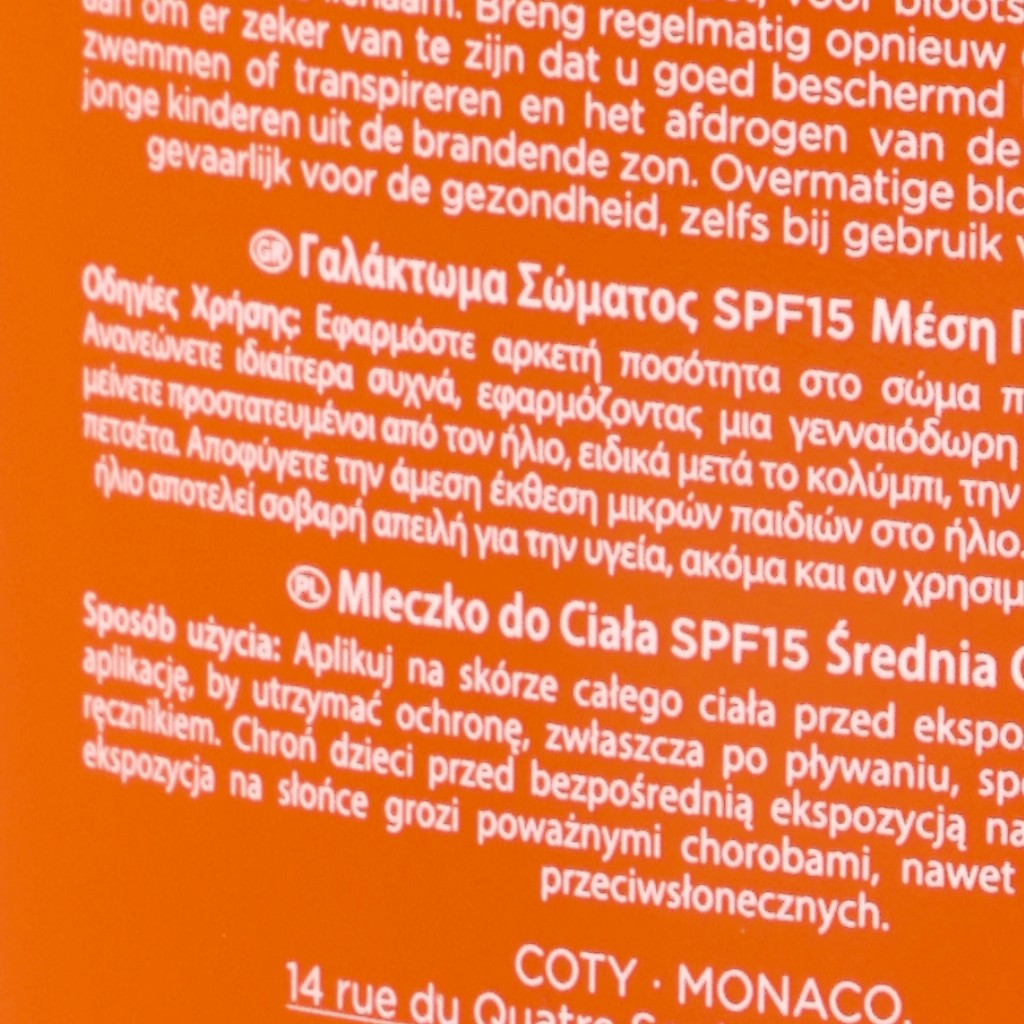 Breng regelmatig opnieuw
aan om er zeker van te zijn dat u goed beschermd
zwemmen of transpireren en het afdrogen van de
jonge kinderen uit de brandende zon. Overmatige
gevaarlijk voor de gezondheid, zelfs bij gebruik
GR Γαλάκτωμα Σώματος SPF15 Μέση
Οδηγίες Χρήσης: Εφαρμόστε αρκετή ποσότητα στο σώμα
Ανανεώνετε ιδιαίτερα συχνά, εφαρμόζοντας μια γενναιόδωρη
μείνετε προστατευμένοι από τον ήλιο, ειδικά μετά το κολύμπι, την
πετσέτα. Αποφύγετε την άμεση έκθεση μικρών παιδιών στο ήλιο.
ήλιο αποτελεί σοβαρή απειλή για την υγεία, ακόμα και αν
PL Mleczko do Ciała SPF15 Średnia
Sposób użycia: Aplikuj na skórze całego ciała przed
aplikację, by utrzymać ochronę, zwłaszcza po pływaniu,
ręcznikiem. Chroń dzieci przed bezpośrednią ekspozycją na
ekspozycja na słońce grozi poważnymi chorobami, nawet
przeciwsłonecznych.
COTY · MONACO,
14 rue du Quatre